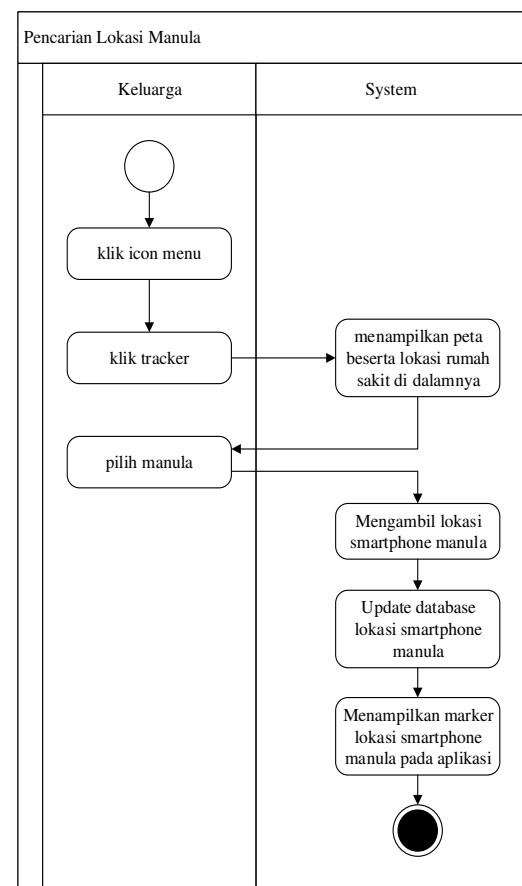 Pencarian Lokasi Manula
Keluarga
System
klik icon menu
klik tracker
menampilkan peta
beserta lokasi rumah
sakit di dalamnya
pilih manula
Mengambil lokasi
smartphone manula
Update database
lokasi smartphone
manula
Menampilkan marker
lokasi smartphone
manula pada aplikasi